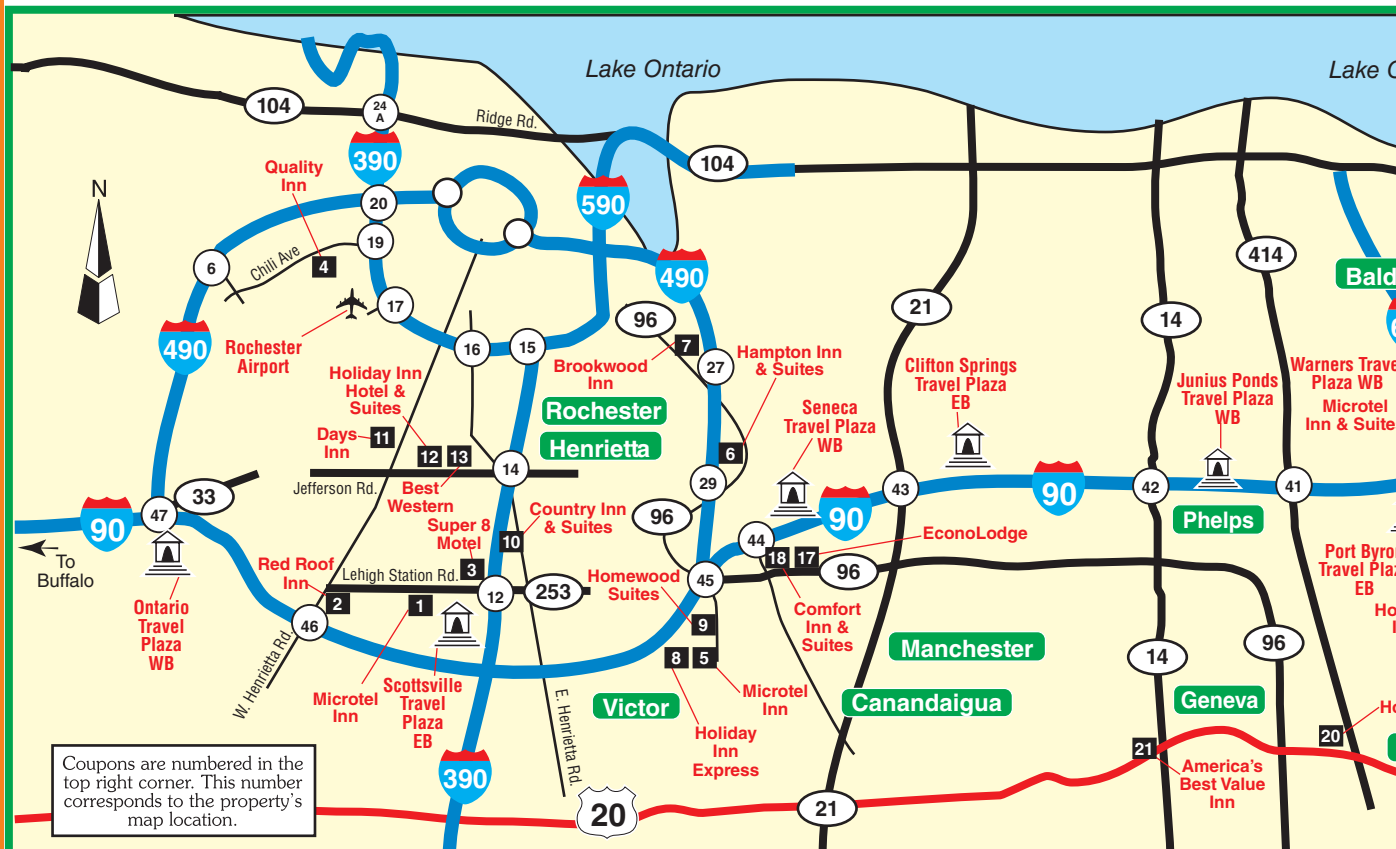 Lake Ontario
Lake O
104
24
A
Ridge Rd.
390
104
Quality
Inn
590
N
20
19
6
Chili Ave
4
414
490
Bald
17
21
96
14
16
15
490
Rochester
Airport
7
Brookwood
Inn
27
Hampton Inn
& Suites
Holiday Inn
Hotel &
Suites
Clifton Springs
Travel Plaza
EB
Warners Trave
Plaza WB
Microtel
Inn & Suite
Junius Ponds
Travel Plaza
WB
Rochester
Henrietta
Seneca
Travel Plaza
WB
Days
Inn
11
12
13
6
14
Jefferson Rd.
Best
Western
33
29
43
90
42
41
47
90
96
90
Phelps
Super 8
Motel
10
Country Inn
& Suites
44
EconoLodge
18
17
To
Buffalo
Red Roof
Inn
Lehigh Station Rd.
3
253
Homewood
Suites
45
96
Port Byron
Travel Plaz
EB
2
1
12
Ontario
Travel
Plaza
WB
46
9
Comfort
Inn &
Suites
Ho
14
96
Manchester
8
5
W. Henrietta Rd.
Microtel
Inn
Scottsville
Travel
Plaza
EB
E. Henrietta Rd.
Victor
Microtel
Inn
Canandaigua
Geneva
Ho
Holiday
Inn
Express
21
20
America's
Best Value
Inn
390
20
21
Coupons are numbered in the
top right corner. This number
corresponds to the property's
map location.